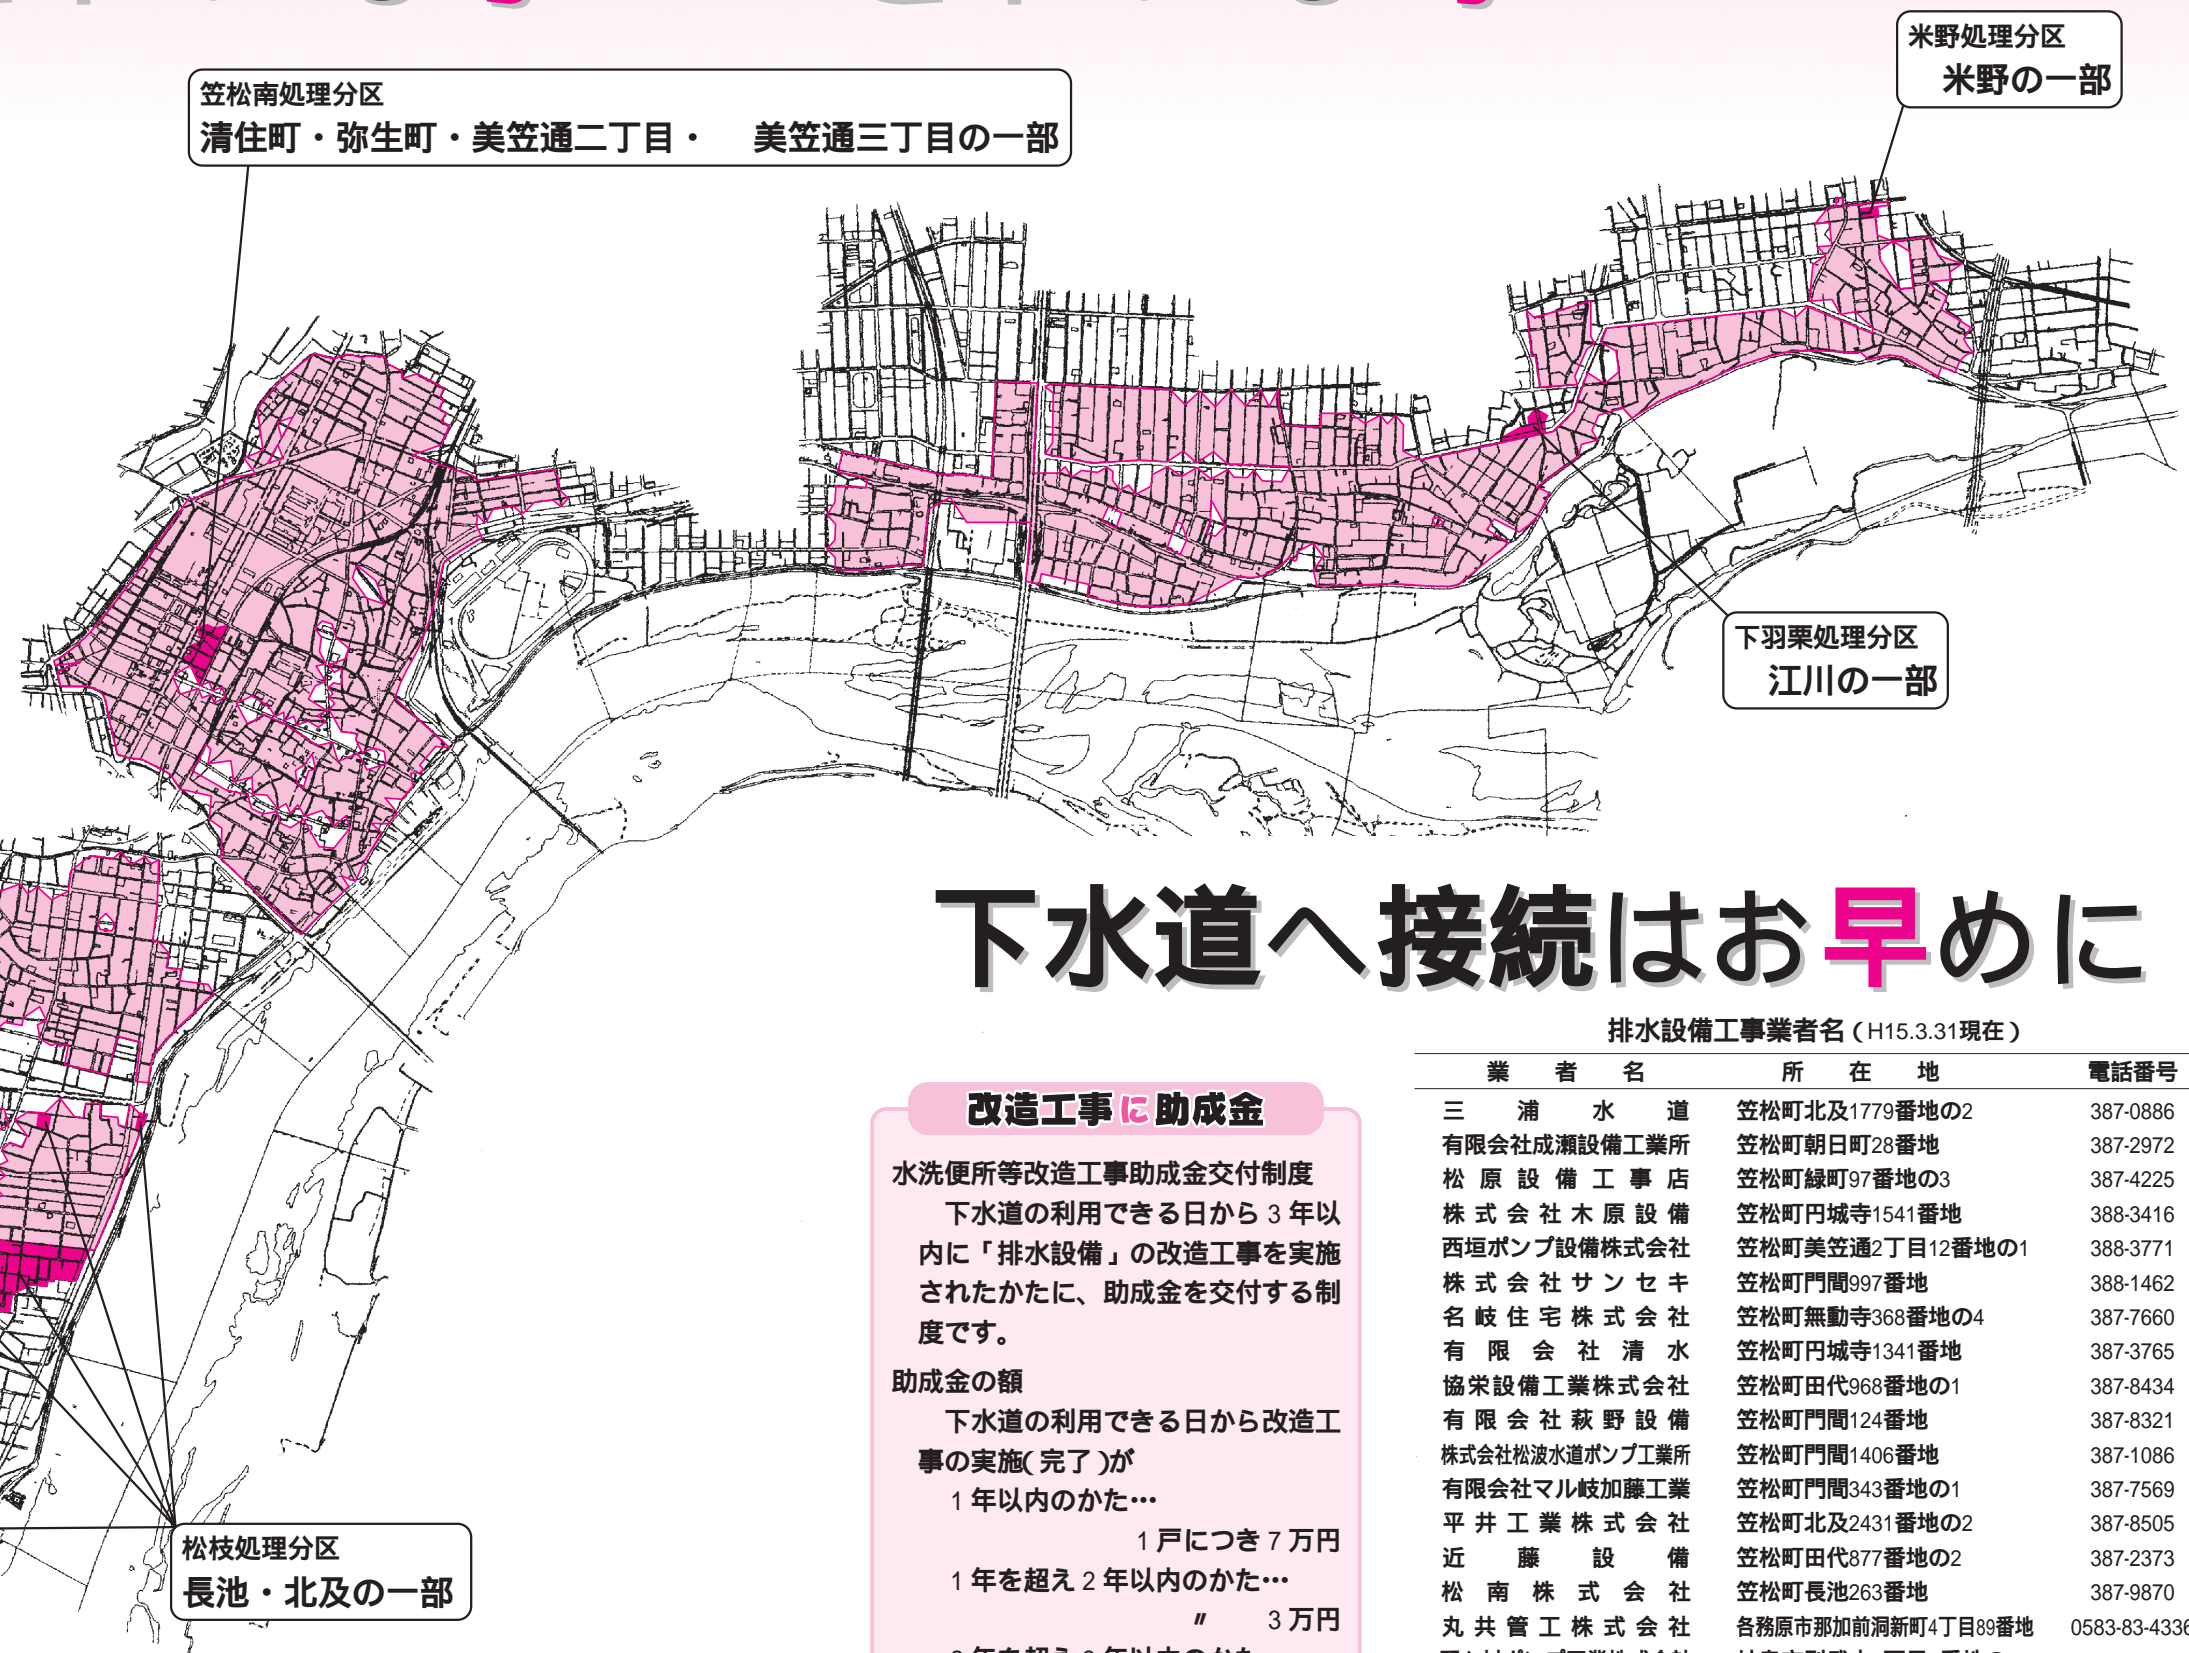 米野処理分区
米野の一部
笠松南処理分区
清住町・弥生町・美笠通二丁目・　美笠通三丁目の一部
下羽栗処理分区
江川の一部
松枝処理分区
長池・北及の一部
下水道へ接続はお早めに
改造工事に助成金
水洗便所等改造工事助成金交付制度
下水道の利用できる日から3年以
内に「排水設備」の改造工事を実施
されたかたに、助成金を交付する制
度です。
助成金の額
下水道の利用できる日から改造工
事の実施(完了)が
1年以内のかた…
1戸につき7万円
1年を超え2年以内のかた…
〃　3万円
排水設備工事業者名（H15.3.31現在）
業者名　所在地　電話番号
三浦水道　笠松町北及1779番地の2　387-0886
有限会社成瀬設備工業所　笠松町朝日町28番地　387-2972
松原設備工事店　笠松町緑町97番地の3　387-4225
株式会社木原設備　笠松町円城寺1541番地　388-3416
西垣ポンプ設備株式会社　笠松町美笠通2丁目12番地の1　388-3771
株式会社サンセキ　笠松町門間997番地　388-1462
名岐住宅株式会社　笠松町無動寺368番地の4　387-7660
有限会社清水　笠松町円城寺1341番地　387-3765
協栄設備工業株式会社　笠松町田代968番地の1　387-8434
有限会社萩野設備　笠松町門間124番地　387-8321
株式会社松波水道ポンプ工業所　笠松町門間1406番地　387-1086
有限会社マル岐加藤工業　笠松町門間343番地の1　387-7569
平井工業株式会社　笠松町北及2431番地の2　387-8505
近藤設備　笠松町田代877番地の2　387-2373
松南株式会社　笠松町長池263番地　387-9870
丸共管工株式会社　各務原市那加前洞新町4丁目89番地　0583-83-4336